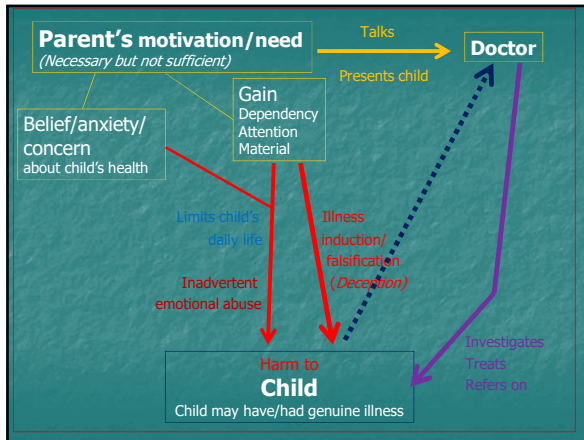 Parent's motivation/need
(Necessary but not sufficient)
Talks
Presents child
Doctor
Gain
Dependency
Attention
Material
Belief/anxiety/
concern
about child's health
Limits child's
daily life
Inadvertent
emotional abuse
Illness
induction/
falsification
(Deception)
Investigates
Treats
Refers on
Harm to
Child
Child may have/had genuine illness